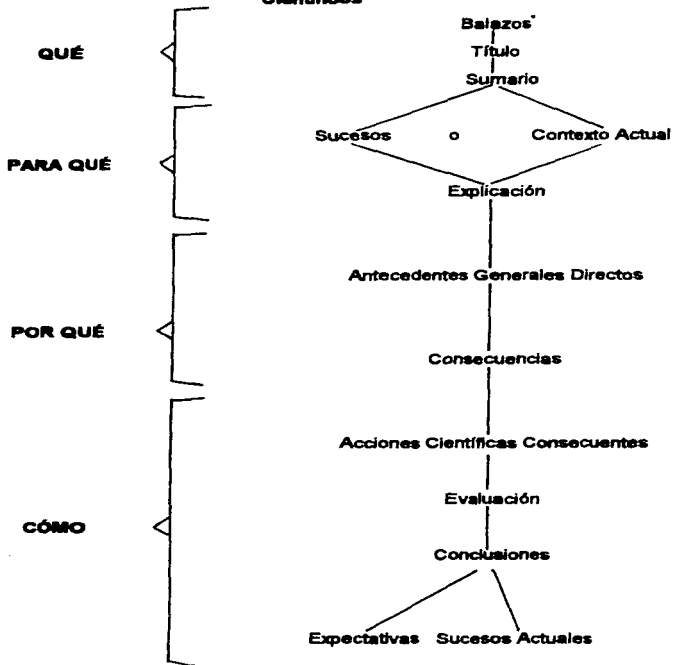 Balazos*
QUÉ
Título
Sumario
Sucesos o Contexto Actual
PARA QUÉ
Explicación
Antecedentes Generales Directos
POR QUÉ
Consecuencias
Acciones Científicas Consecuentes
Evaluación
CÓMO
Conclusiones
Expectativas Sucesos Actuales